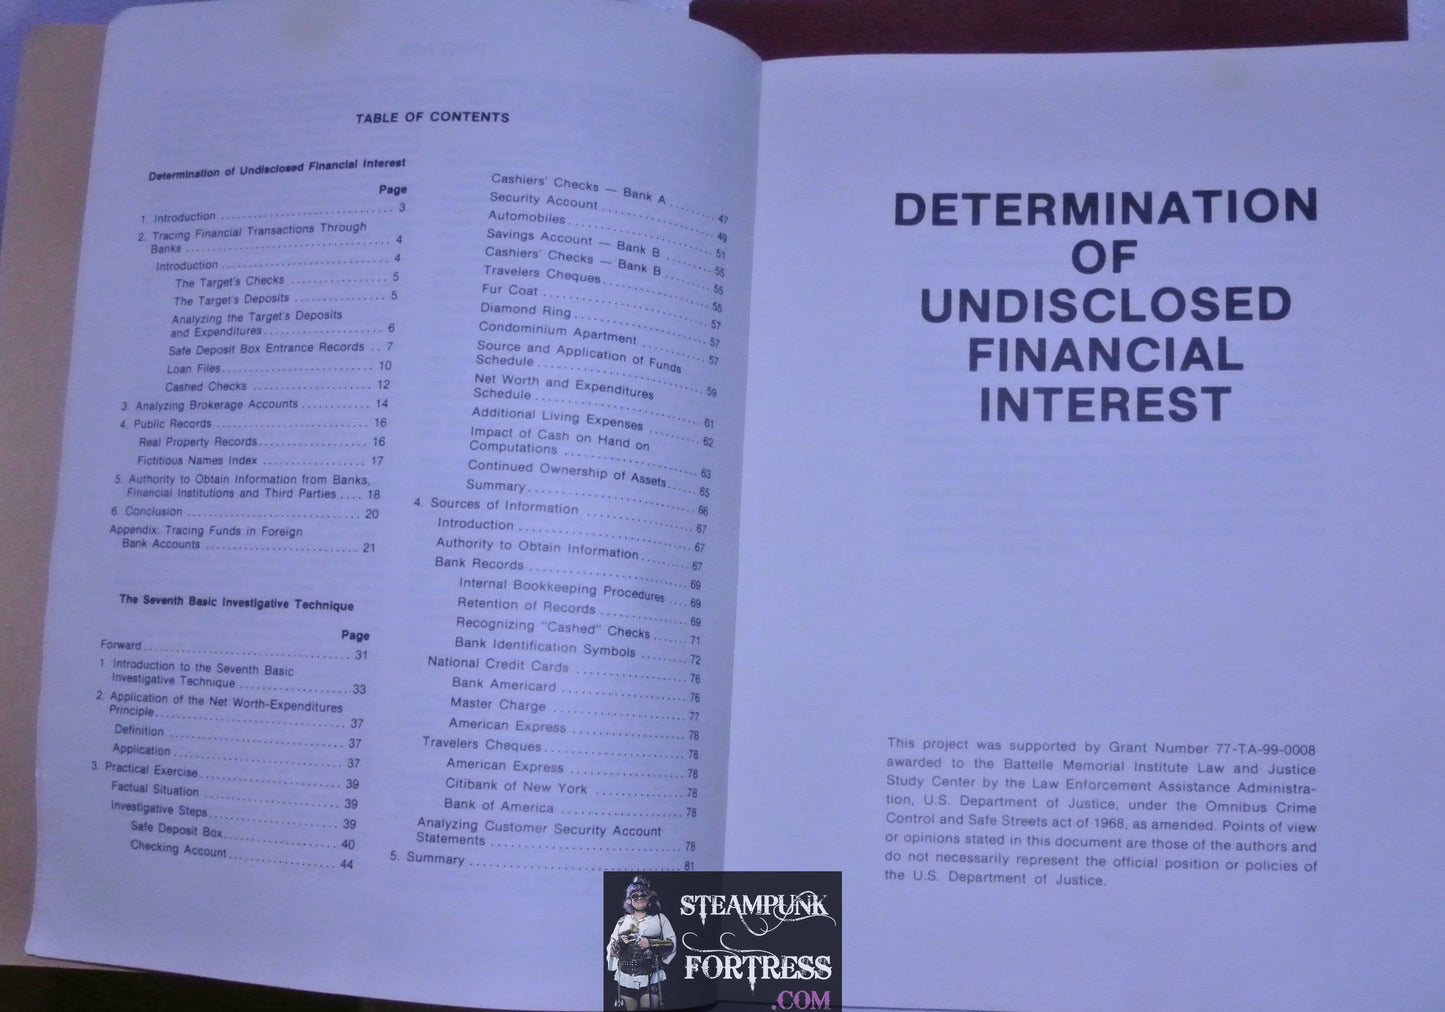 TABLE OF CONTENTS
Determination of Undisclosed Financial Interest
Page
1. Introduction ........ 3
2. Tracing Financial Transactions Through
Banks ........ 4
Introduction ........ 4
The Target's Checks ........ 5
The Target's Deposits ........ 5
Analyzing the Target's Deposits
and Expenditures ........ 6
Safe Deposit Box Entrance Records .. 7
Loan Files ........ 10
Cashed Checks ........ 12
3. Analyzing Brokerage Accounts ........ 14
4. Public Records ........ 16
Real Property Records ........ 16
Fictitious Names Index ........ 17
5. Authority to Obtain Information from Banks,
Financial Institutions and Third Parties .... 18
6. Conclusion ........ 20
Appendix: Tracing Funds in Foreign
Bank Accounts ........ 21
The Seventh Basic Investigative Technique
Page
Forward ........ 31
1. Introduction to the Seventh Basic
Investigative Technique ........ 33
2. Application of the Net Worth-Expenditures
Principle ........ 37
Definition ........ 37
Application ........ 37
3. Practical Exercise ........ 39
Factual Situation ........ 39
Investigative Steps ........ 39
Safe Deposit Box ........ 40
Checking Account ........ 44
Cashiers' Checks — Bank A ........ 47
Security Account ........ 49
Automobiles ........ 51
Savings Account — Bank B ........ 55
Cashiers' Checks — Bank B ........ 55
Travelers Cheques ........ 55
Fur Coat ........ 57
Diamond Ring ........ 57
Condominium Apartment ........ 57
Source and Application of Funds
Schedule ........ 59
Net Worth and Expenditures
Schedule ........ 61
Additional Living Expenses ........ 62
Impact of Cash on Hand on
Computations ........ 63
Continued Ownership of Assets ...... 65
Summary ........ 66
4. Sources of Information ........ 67
Introduction ........ 67
Authority to Obtain Information ........ 67
Bank Records ........ 69
Internal Bookkeeping Procedures .... 69
Retention of Records ........ 69
Recognizing "Cashed" Checks ...... 71
Bank Identification Symbols ........ 72
National Credit Cards ........ 76
Bank Americard ........ 76
Master Charge ........ 77
American Express ........ 78
Travelers Cheques ........ 78
American Express ........ 78
Citibank of New York ........ 78
Bank of America ........ 78
Analyzing Customer Security Account
Statements ........ 78
5. Summary ........ 81
DETERMINATION
OF
UNDISCLOSED
FINANCIAL
INTEREST
This project was supported by Grant Number 77-TA-99-0008
awarded to the Battelle Memorial Institute Law and Justice
Study Center by the Law Enforcement Assistance Administra-
tion, U.S. Department of Justice, under the Omnibus Crime
Control and Safe Streets act of 1968, as amended. Points of view
or opinions stated in this document are those of the authors and
do not necessarily represent the official position or policies of
the U.S. Department of Justice.
STEAMPUNK
FORTRESS
.COM